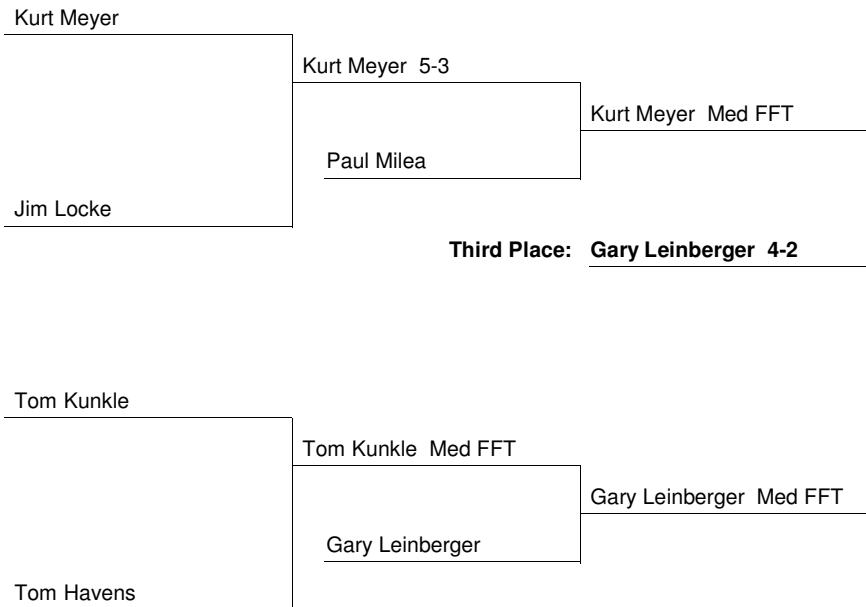 Kurt Meyer
Kurt Meyer 5-3
Kurt Meyer Med FFT
Paul Milea
Jim Locke
Third Place: Gary Leinberger 4-2
Tom Kunkle
Tom Kunkle Med FFT
Gary Leinberger Med FFT
Gary Leinberger
Tom Havens